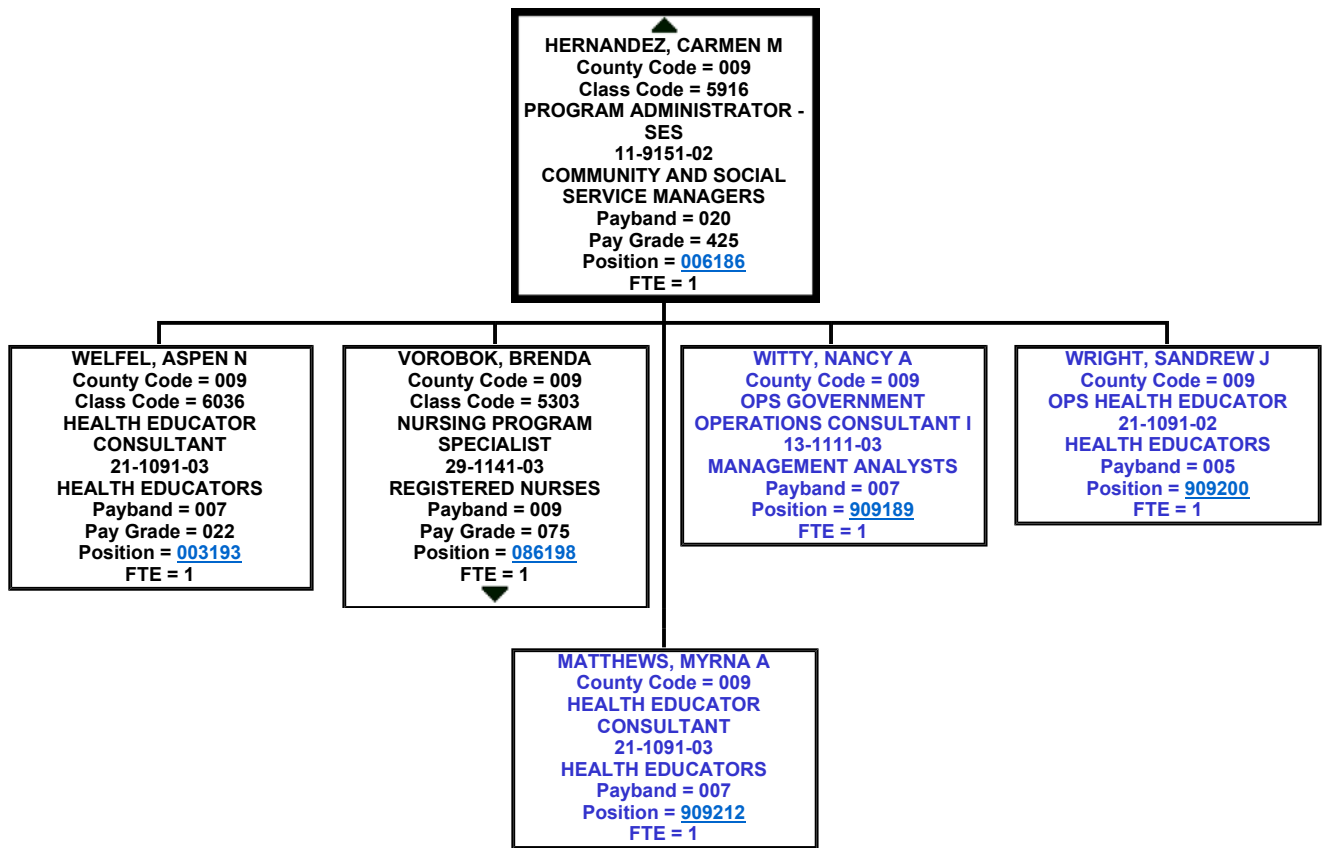 HERNANDEZ, CARMEN M
County Code = 009
Class Code = 5916
PROGRAM ADMINISTRATOR -
SES
11-9151-02
COMMUNITY AND SOCIAL
SERVICE MANAGERS
Payband = 020
Pay Grade = 425
Position = 006186
FTE = 1
WELFEL, ASPEN N
County Code = 009
Class Code = 6036
HEALTH EDUCATOR
CONSULTANT
21-1091-03
HEALTH EDUCATORS
Payband = 007
Pay Grade = 022
Position = 003193
FTE = 1
VOROBOK, BRENDA
County Code = 009
Class Code = 5303
NURSING PROGRAM
SPECIALIST
29-1141-03
REGISTERED NURSES
Payband = 009
Pay Grade = 075
Position = 086198
FTE = 1
WITTY, NANCY A
County Code = 009
OPS GOVERNMENT
OPERATIONS CONSULTANT I
13-1111-03
MANAGEMENT ANALYSTS
Payband = 007
Position = 909189
FTE = 1
WRIGHT, SANDREW J
County Code = 009
OPS HEALTH EDUCATOR
21-1091-02
HEALTH EDUCATORS
Payband = 005
Position = 909200
FTE = 1
MATTHEWS, MYRNA A
County Code = 009
HEALTH EDUCATOR
CONSULTANT
21-1091-03
HEALTH EDUCATORS
Payband = 007
Position = 909212
FTE = 1